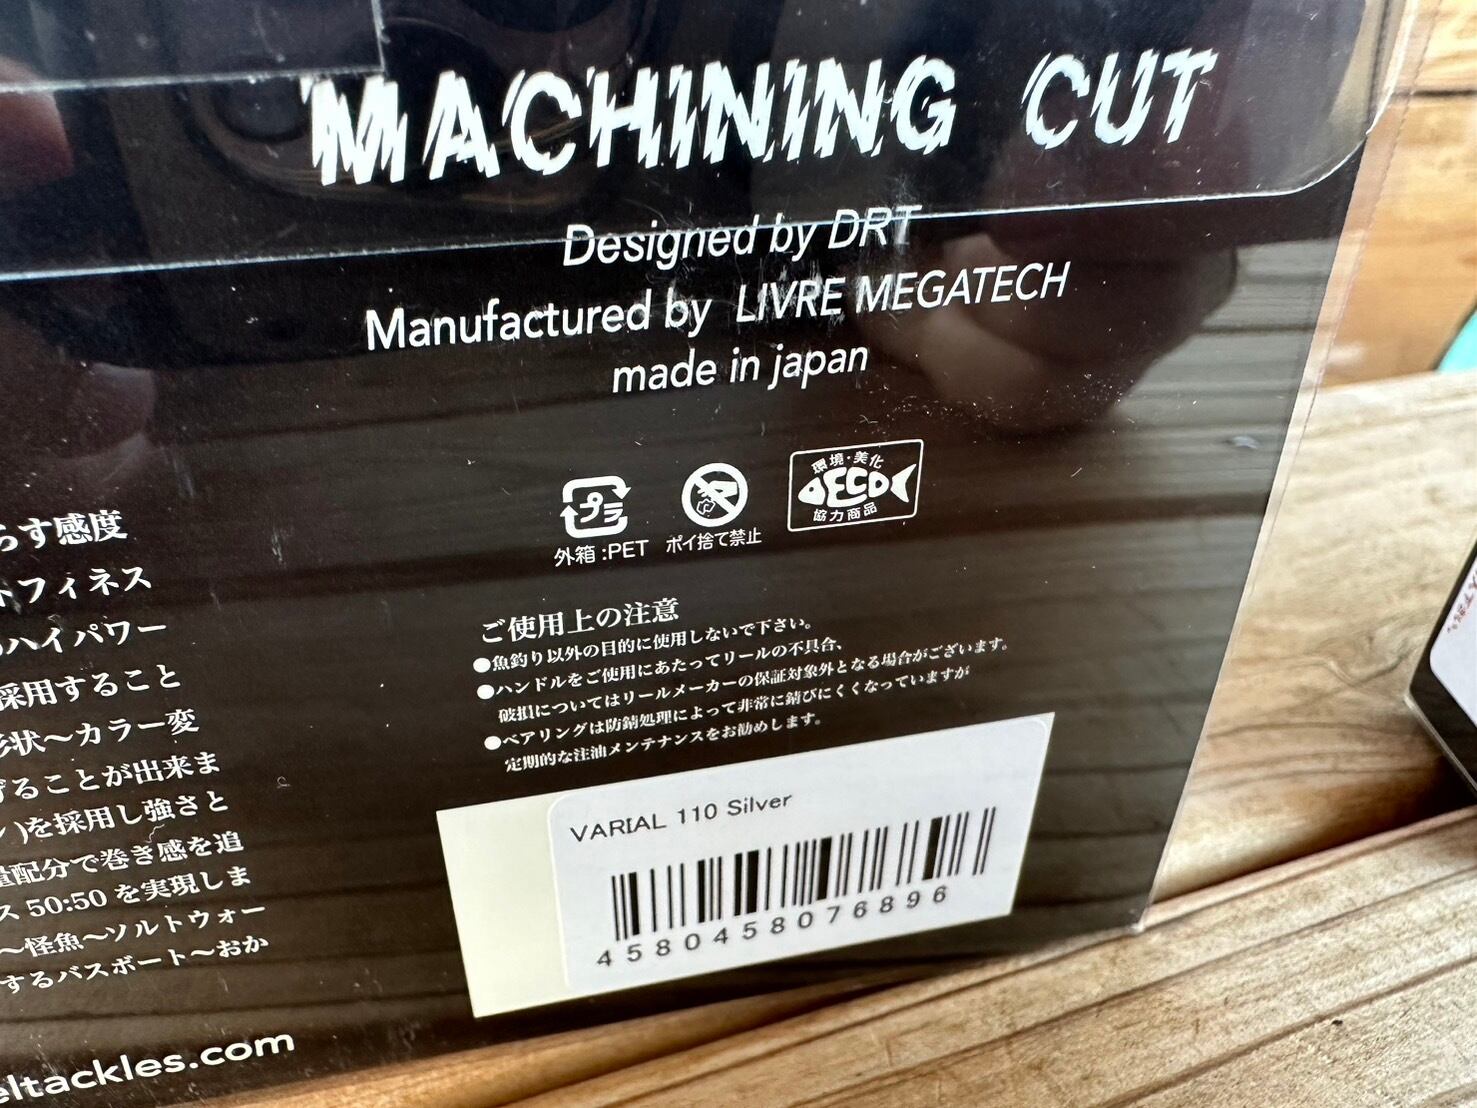 MACHINING CUT
Designed by DRT
Manufactured by LIVRE MEGATECH
made in japan
プラ
外箱:PET
ポイ捨て禁止
環境・美化
ECO
協力商品
らす感度
トフィネス
ハイパワー
採用すること
形状〜カラー変
げることが出来ま
)を採用し強さと
量配分で巻き感を追
ス 50:50 を実現しま
〜怪魚〜ソルトウォー
するバスボート〜おか
eltackles.com
ご使用上の注意
●魚釣り以外の目的に使用しないで下さい。
●ハンドルをご使用にあたってリールの不具合、
破損についてはリールメーカーの保証対象外となる場合がございます。
●ベアリングは防錆処理によって非常に錆びにくくなっていますが
定期的な注油メンテナンスをお勧めします。
VARIAL 110 Silver
4580458076896